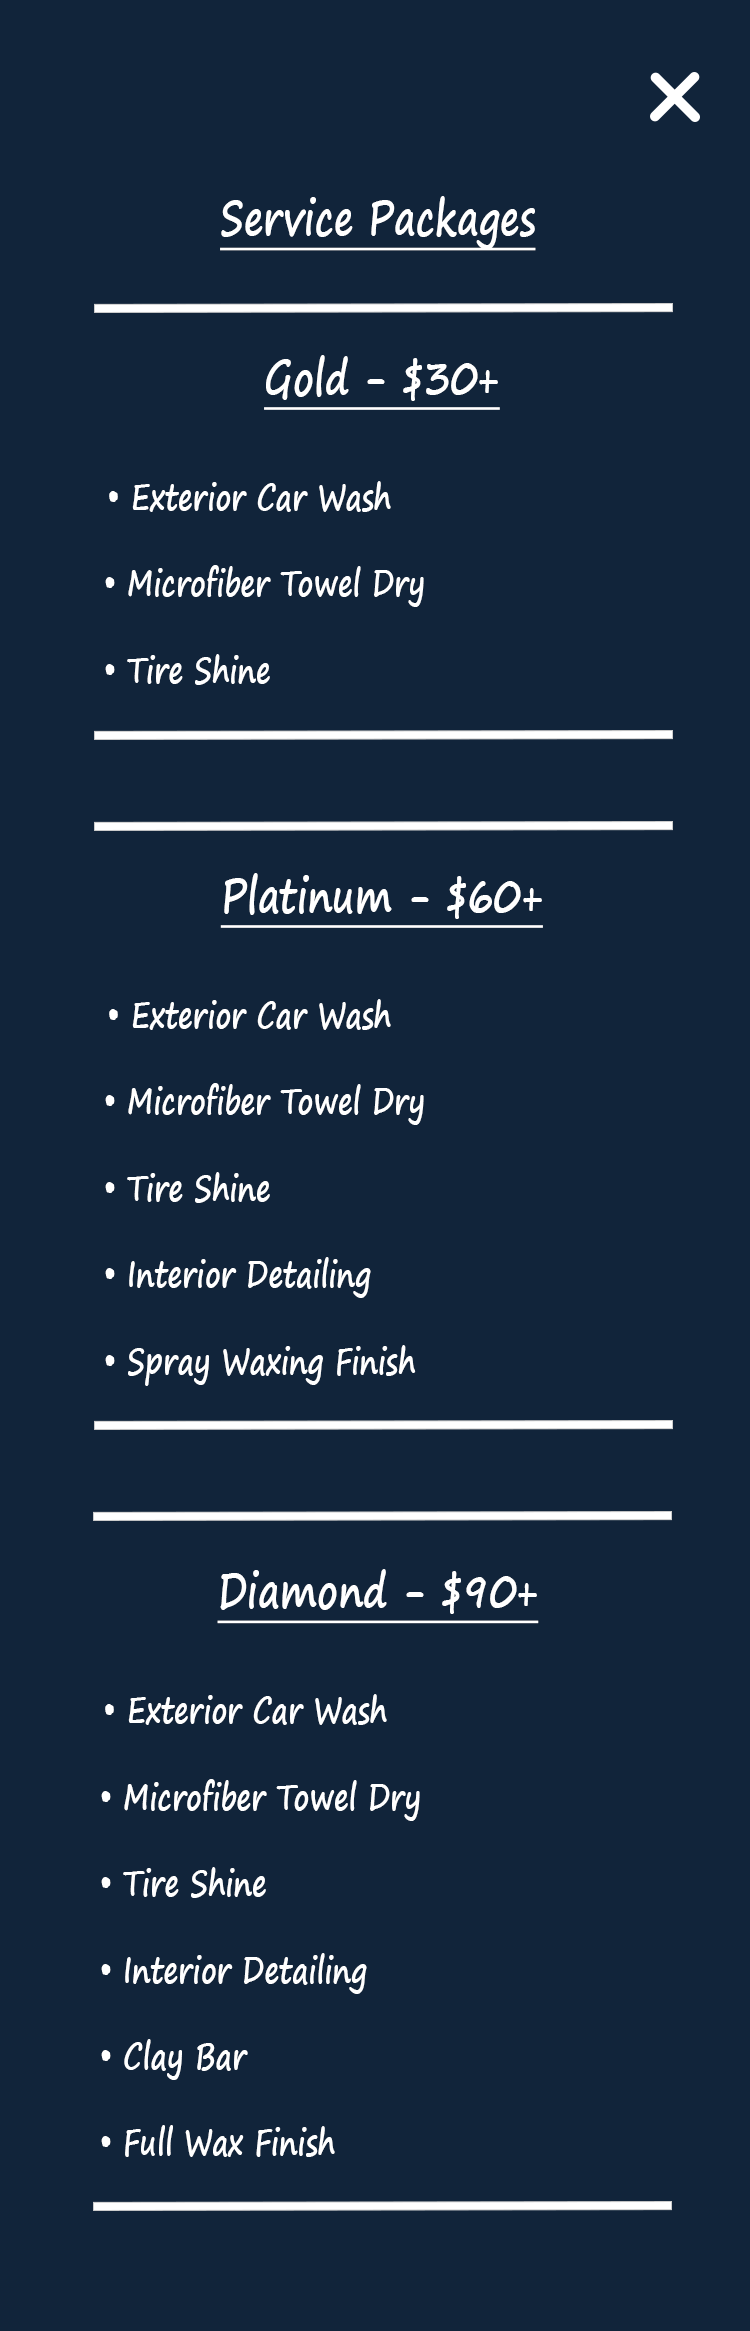 Service Packages
Gold - $30+
• Exterior Car Wash
• Microfiber Towel Dry
• Tire Shine
Platinum - $60+
• Exterior Car Wash
• Microfiber Towel Dry
• Tire Shine
• Interior Detailing
• Spray Waxing Finish
Diamond - $90+
• Exterior Car Wash
• Microfiber Towel Dry
• Tire Shine
• Interior Detailing
• Clay Bar
• Full Wax Finish